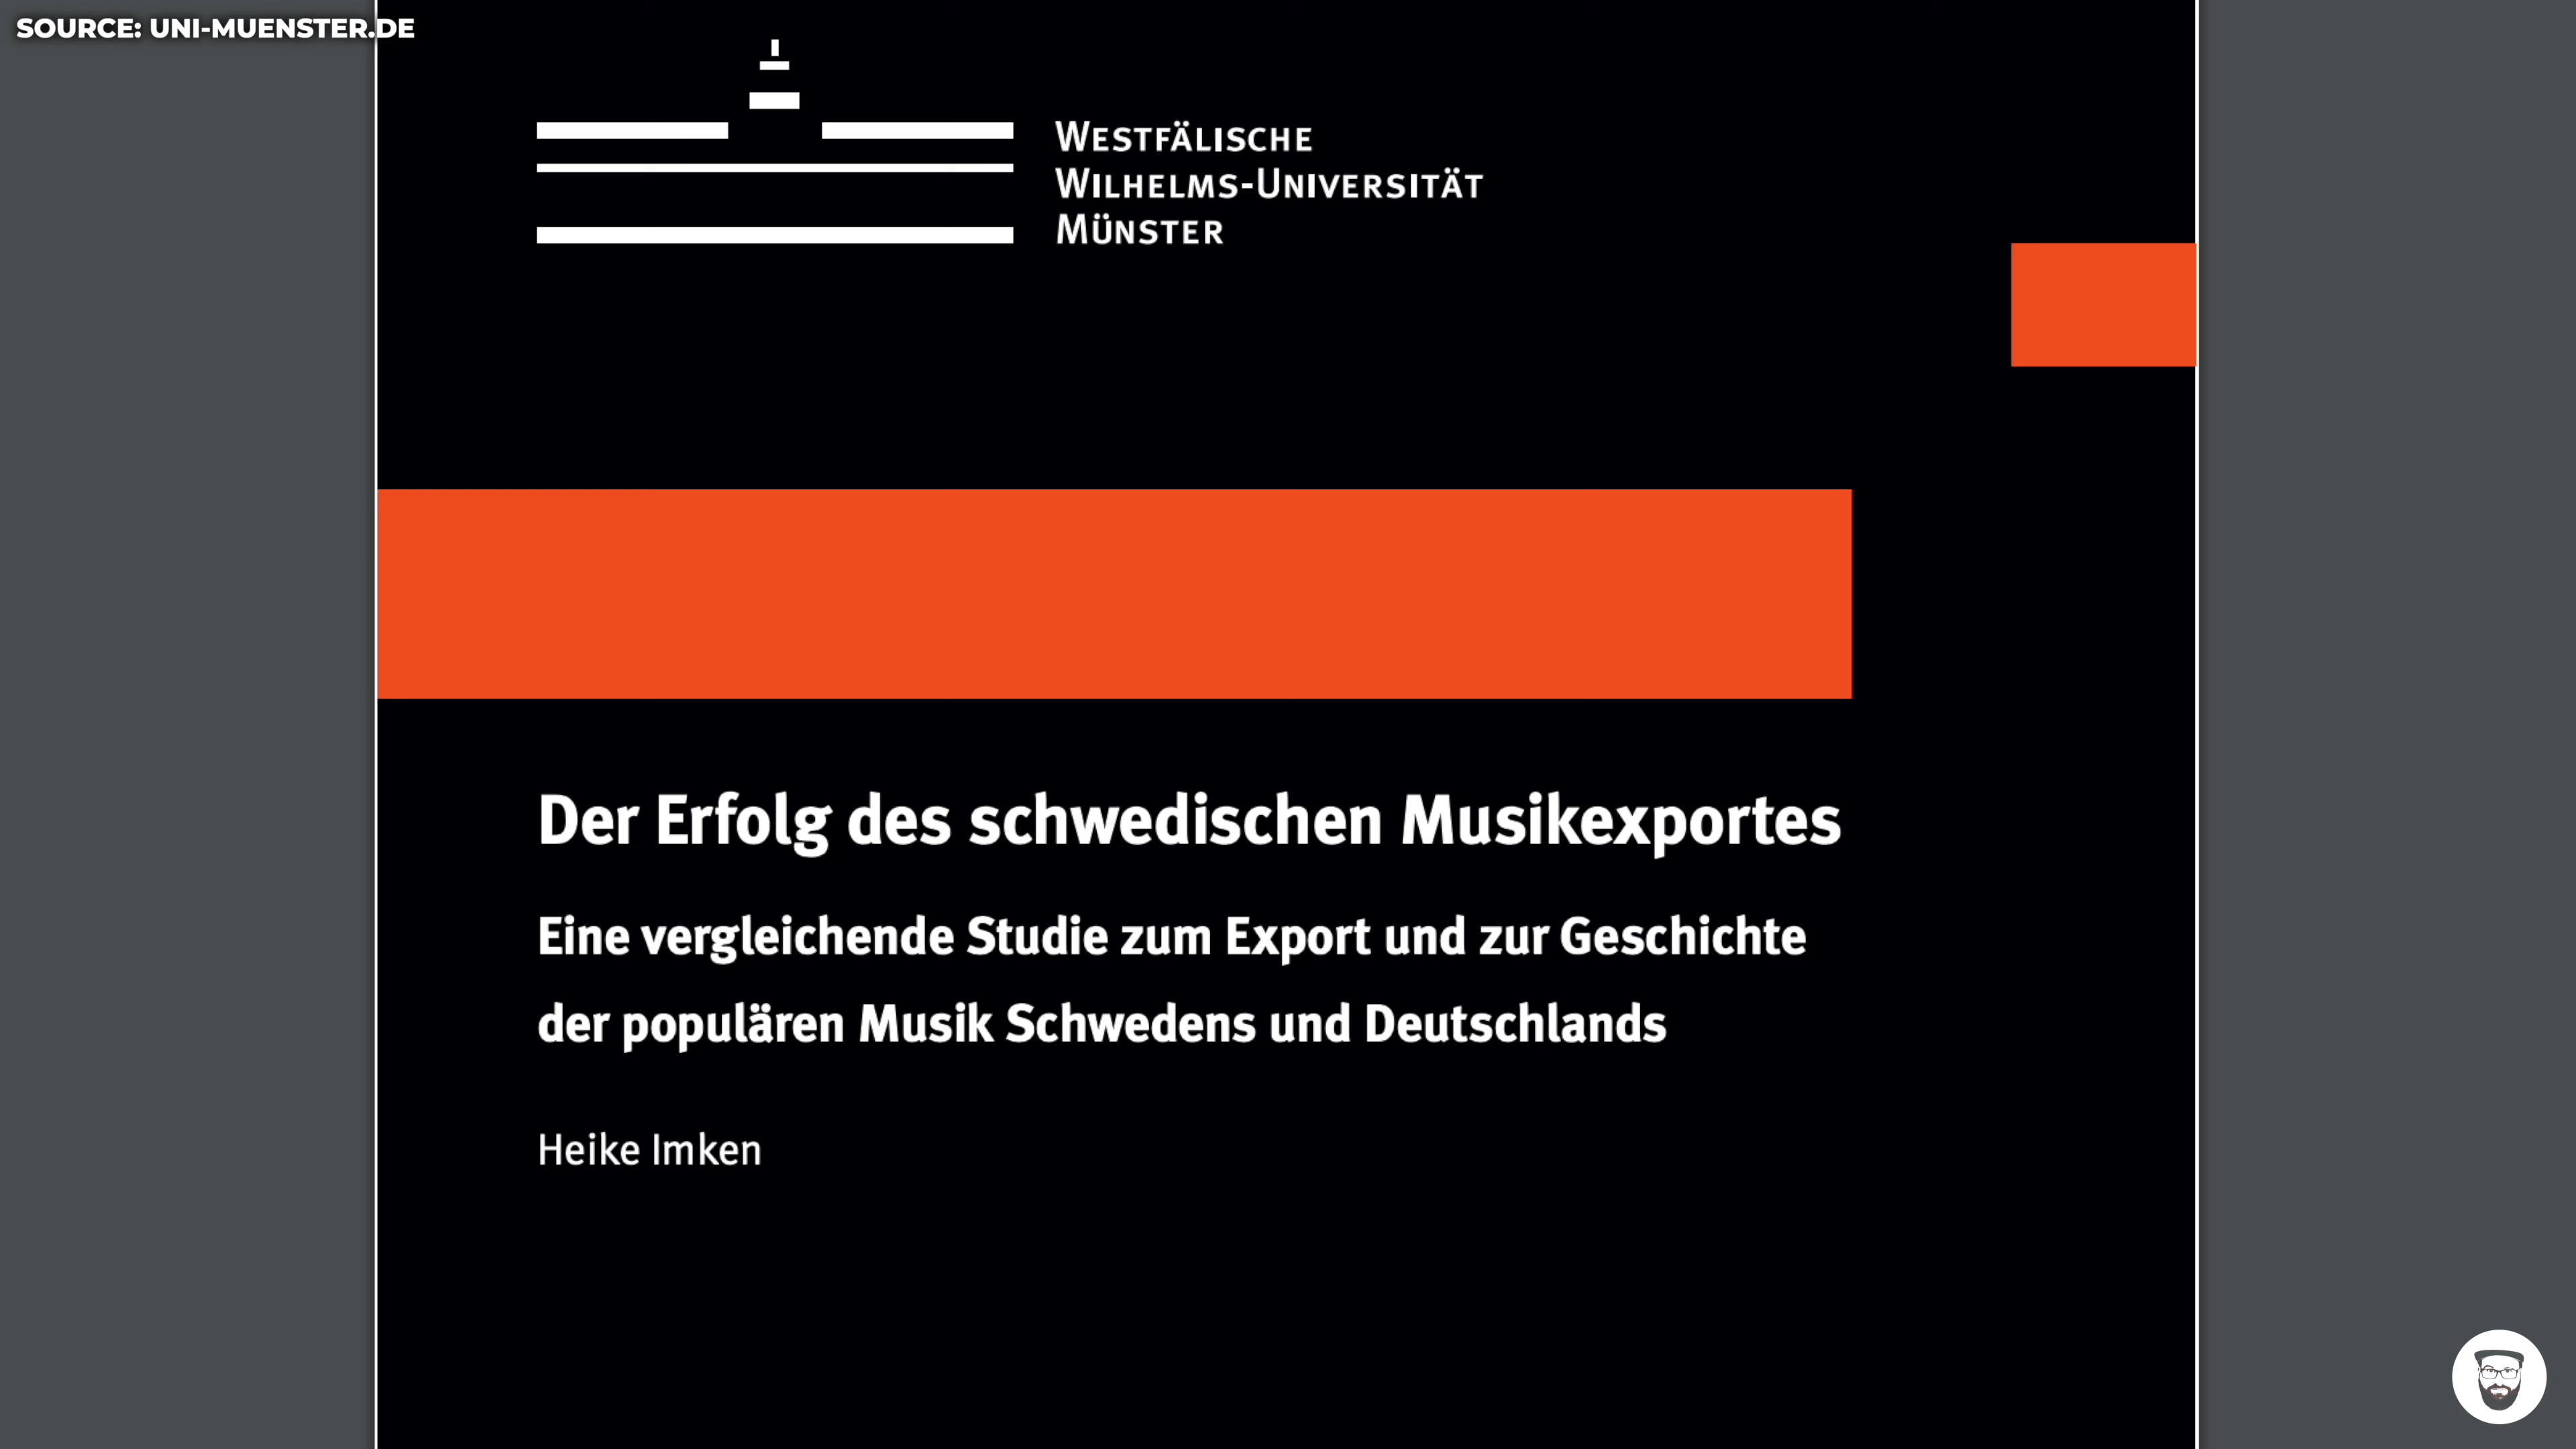 SOURCE: UNI-MUENSTER.DE
WESTFÄLISCHE
WILHELMS-UNIVERSITÄT
MÜNSTER
Der Erfolg des schwedischen Musikexportes
Eine vergleichende Studie zum Export und zur Geschichte
der populären Musik Schwedens und Deutschlands
Heike Imken